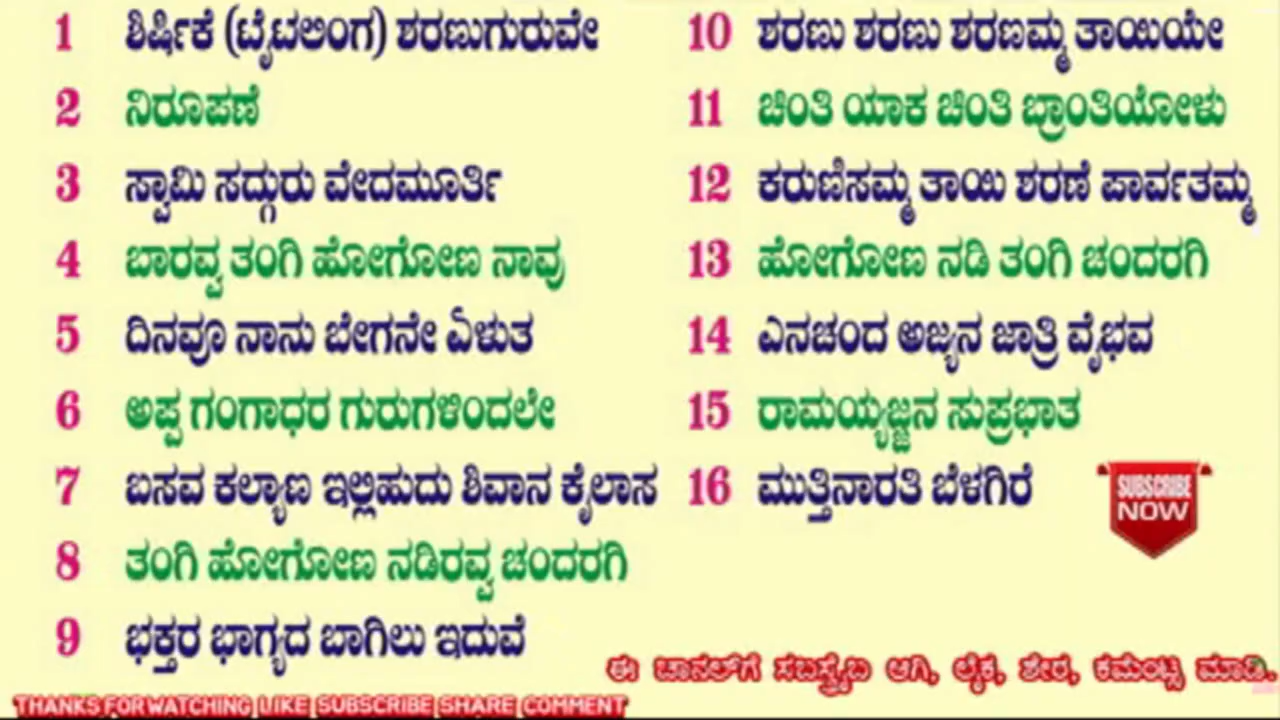 1 ಶಿರ್ಷಿಕೆ (ಟೈಟಲಿಂಗ) ಶರಣುಗುರುವೇ
2 ನಿರೂಪಣೆ
3 ಸ್ವಾಮಿ ಸದ್ಗುರು ವೇದಮೂರ್ತಿ
4 ಬಾರವ್ವ ತಂಗಿ ಹೋಗೋಣ ನಾವು
5 ದಿನವೂ ನಾನು ಬೇಗನೇ ಏಳುತ
6 ಅಪ್ಪ ಗಂಗಾಧರ ಗುರುಗಳಿಂದಲೇ
7 ಬಸವ ಕಲ್ಯಾಣ ಇಲ್ಲಿಹುದು ಶಿವಾನ ಕೈಲಾಸ
8 ತಂಗಿ ಹೋಗೋಣ ನಡಿರವ್ವ ಚಂದರಗಿ
9 ಭಕ್ತರ ಭಾಗ್ಯದ ಬಾಗಿಲು ಇದುವೆ
10 ಶರಣು ಶರಣು ಶರಣಮ್ಮ ತಾಯಿಯೇ
11 ಚಿಂತಿ ಯಾಕ ಚಿಂತಿ ಭ್ರಾಂತಿಯೋಳು
12 ಕರುಣಿಸಮ್ಮ ತಾಯಿ ಶರಣೆ ಪಾರ್ವತಮ್ಮ
13 ಹೋಗೋಣ ನಡಿ ತಂಗಿ ಚಂದರಗಿ
14 ಎನಚಂದ ಅಜ್ಯನ ಜಾತ್ರಿ ವೈಭವ
15 ರಾಮಯ್ಯಜ್ಜನ ಸುಪ್ರಭಾತ
16 ಮುತ್ತಿನಾರತಿ ಬೆಳಗಿರೆ
SUBSCRIBE
NOW
ಈ ಚಾನಲ್‌ಗೆ ಸಬಸ್ಕ್ರೈಬ ಆಗಿ, ಲೈಕ, ಶೇರ, ಕಮೆಂಟ್ಸ ಮಾಡಿ.
THANKS FOR WATCHING LIKE SUBSCRIBE SHARE COMMENT